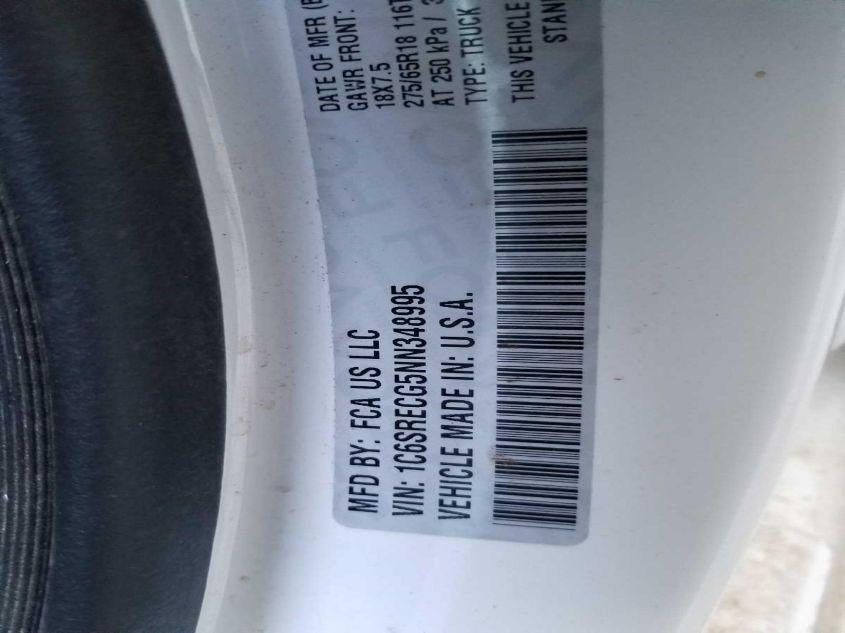 MFD BY: FCA US LLC
DATE OF MFR
GAWR FRONT:
VIN: 1C6SRECG5NN348995
18X7.5
275/65R18 116T
VEHICLE MADE IN: U.S.A.
AT 250 kPa /
TYPE: TRUCK
THIS VEHICLE